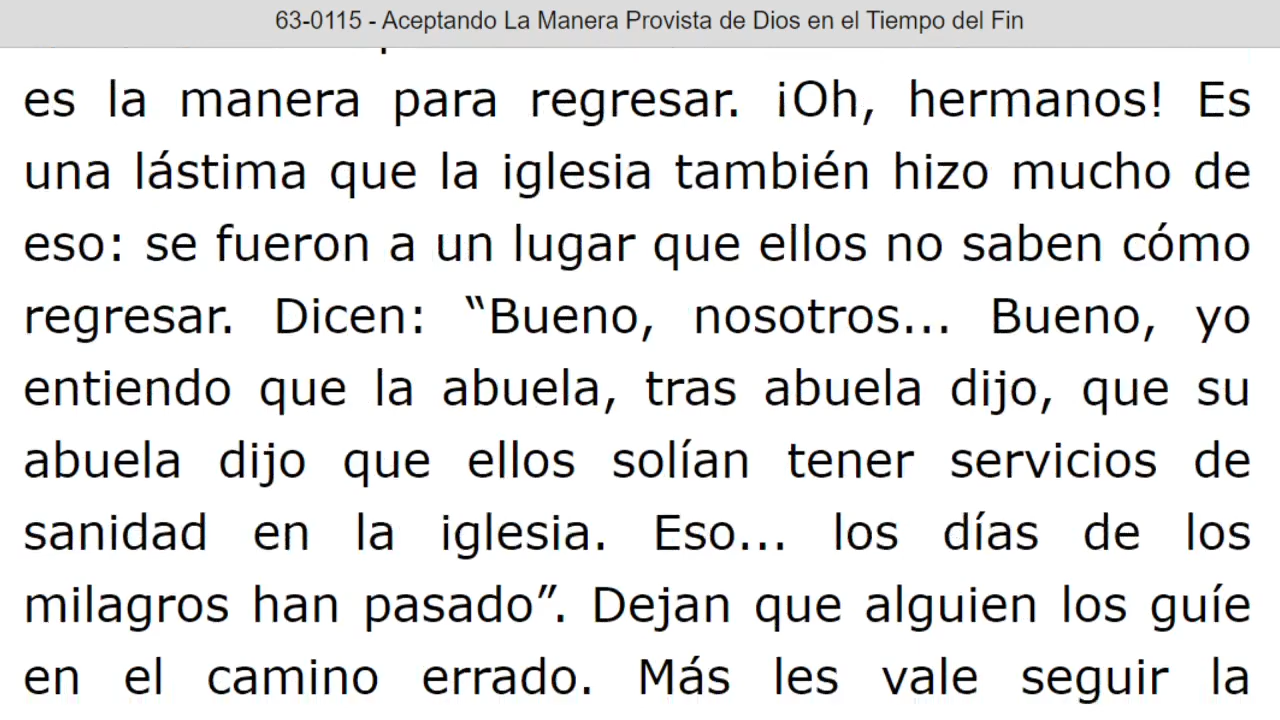 63-0115 - Aceptando La Manera Provista de Dios en el Tiempo del Fin
es la manera para regresar. ¡Oh, hermanos! Es
una lástima que la iglesia también hizo mucho de
eso: se fueron a un lugar que ellos no saben cómo
regresar. Dicen: “Bueno, nosotros... Bueno, yo
entiendo que la abuela, tras abuela dijo, que su
abuela dijo que ellos solían tener servicios de
sanidad en la iglesia. Eso... los días de los
milagros han pasado”. Dejan que alguien los guíe
en el camino errado. Más les vale seguir la